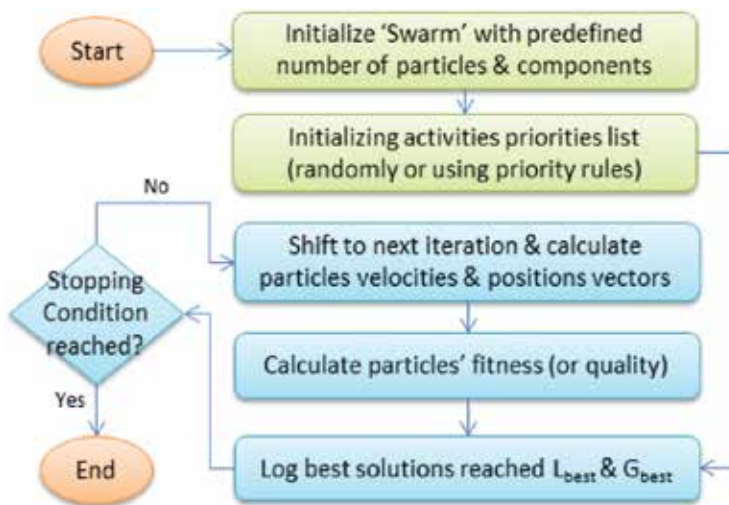 Start
Initialize ‘Swarm’ with predefined
number of particles & components
Initializing activities priorities list
(randomly or using priority rules)
No
Shift to next iteration & calculate
particles velocities & positions vectors
Stopping
Condition
reached?
Calculate particles’ fitness (or quality)
Yes
End
Log best solutions reached Lbest & Gbest